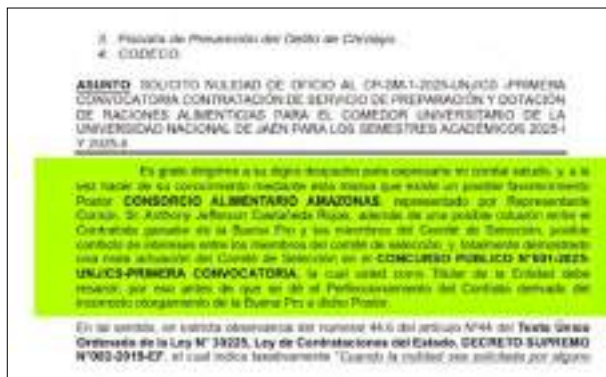 3. Fiscalía de Prevención del Delito de Chiclayo
4. CODECO
ASUNTO: SOLICITO NULIDAD DE OFICIO AL CP-SM-1-2025-UNJ/CS -PRIMERA
CONVOCATORIA CONTRATACIÓN DE SERVICIO DE PREPARACIÓN Y DOTACIÓN
DE RACIONES ALIMENTICIAS PARA EL COMEDOR UNIVERSITARIO DE LA
UNIVERSIDAD NACIONAL DE JAÉN PARA LOS SEMESTRES ACADÉMICOS 2025-I
Y 2025-II
Es grato dirigirme a su digno despacho para expresarle mi cordial saludo, y a la
vez hacer de su conocimiento mediante esta misiva que existe un posible favorecimiento
Postor CONSORCIO ALIMENTARIO AMAZONAS, representado por Representante
Común, Sr. Anthony Jefferson Castañeda Rojas, además de una posible colusión entre el
Contratista ganador de la Buena Pro y los miembros del Comité de Selección, posible
conflicto de intereses entre los miembros del comité de selección, y totalmente demostrado
una mala actuación del Comité de Selección en el CONCURSO PÚBLICO N°001-2025-
UNJ/CS-PRIMERA CONVOCATORIA, la cual usted como Titular de la Entidad debe
resarcir, por eso antes de que se dé el Perfeccionamiento del Contrato derivada del
incorrecto otorgamiento de la Buena Pro a dicho Postor.
En se sentido, en estricta observancia del numeral 44.6 del artículo N°44 del Texto Único
Ordenado de la Ley N° 30225, Ley de Contrataciones del Estado, DECRETO SUPREMO
N°082-2019-EF, el cual indica taxativamente "Cuando la nulidad sea solicitada por alguno